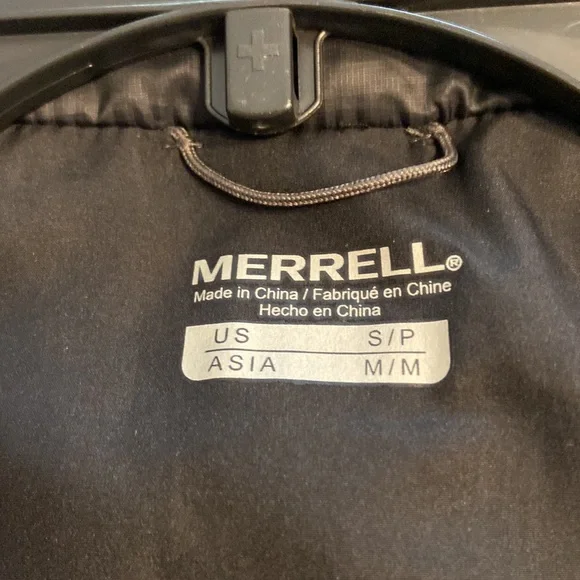 MERRELL®
Made in China / Fabriqué en Chine
Hecho en China
US S/P
ASIA M/M